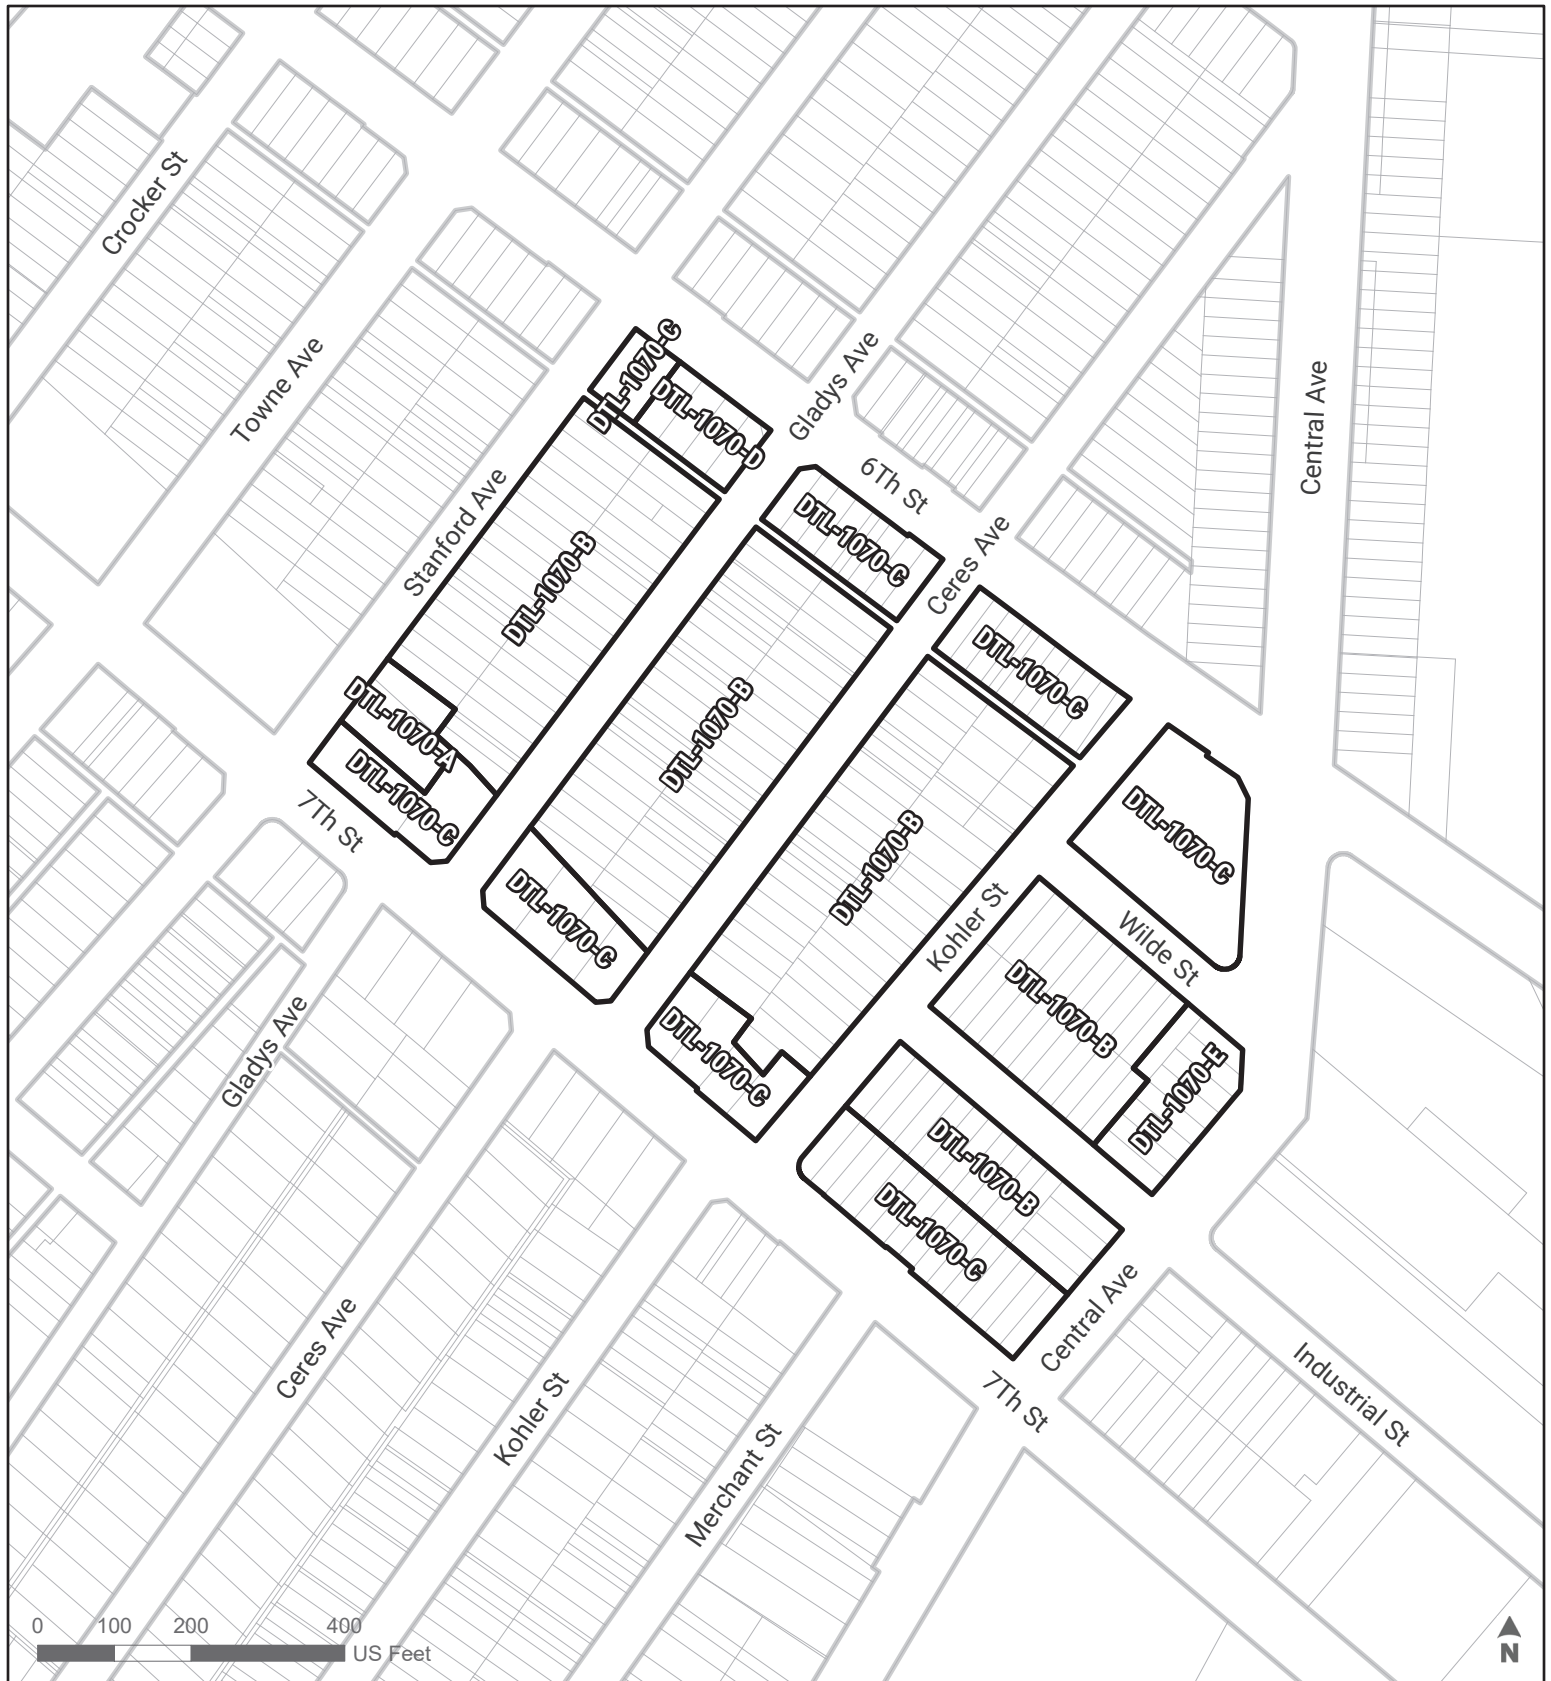 Crocker St
Towne Ave
Stanford Ave
DTL-1070-C
DTL-1070-D
Gladys Ave
6Th St
Central Ave
DTL-1070-C
Ceres Ave
DTL-1070-B
DTL-1070-C
DTL-1070-B
DTL-1070-A
DTL-1070-C
7Th St
DTL-1070-B
DTL-1070-C
DTL-1070-C
Kohler St
Wilde St
DTL-1070-B
DTL-1070-C
DTL-1070-E
Gladys Ave
DTL-1070-B
DTL-1070-C
Central Ave
Ceres Ave
Kohler St
Merchant St
7Th St
Industrial St
0 100 200 400
US Feet
N